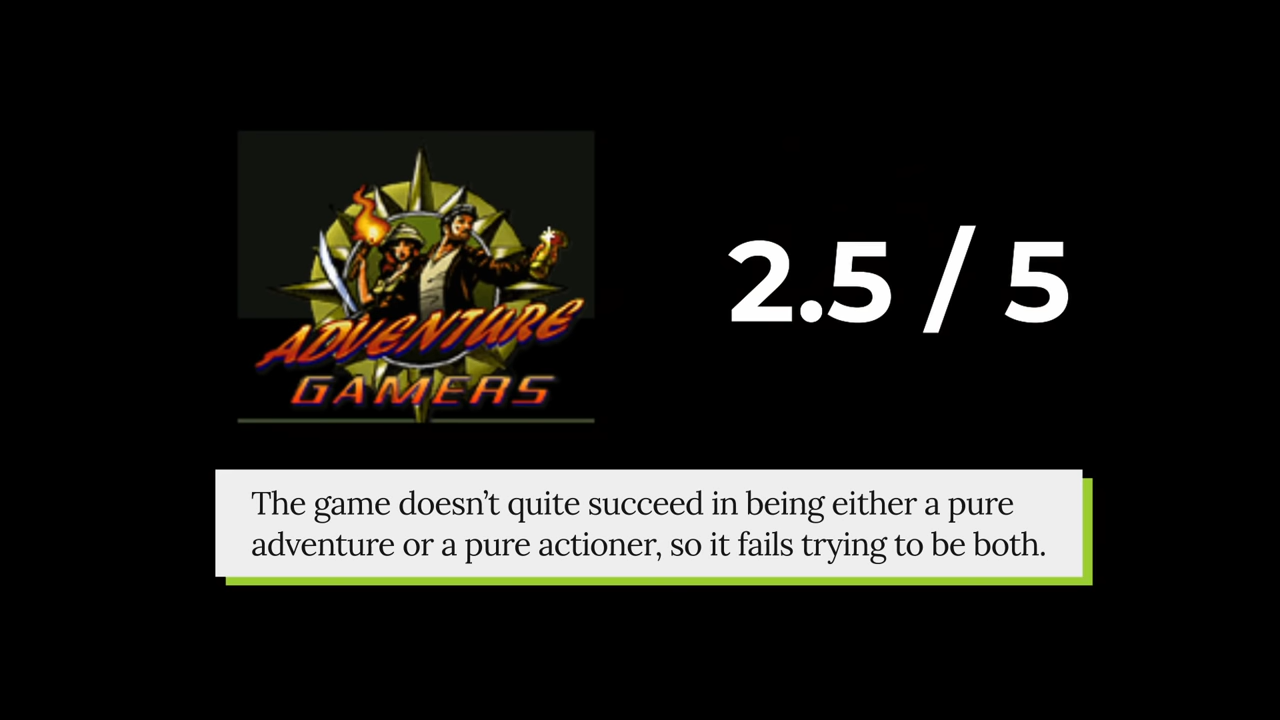 ADVENTURE
GAMERS
2.5 / 5
The game doesn’t quite succeed in being either a pure
adventure or a pure actioner, so it fails trying to be both.